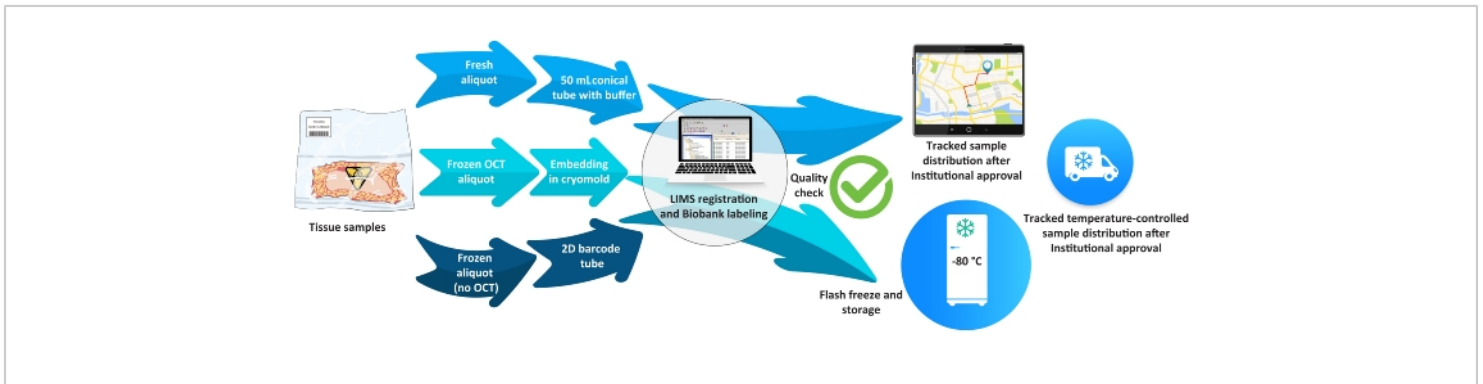 Fresh
aliquot
50 mLconical
tube with buffer
Frozen OCT
aliquot
Embedding
in cryomold
Frozen
aliquot
(no OCT)
2D barcode
tube
Tissue samples
LIMS registration
and Biobank labeling
Quality
check
Flash freeze and
storage
Tracked sample
distribution after
Institutional approval
-80 °C
Tracked temperature-controlled
sample distribution after
Institutional approval